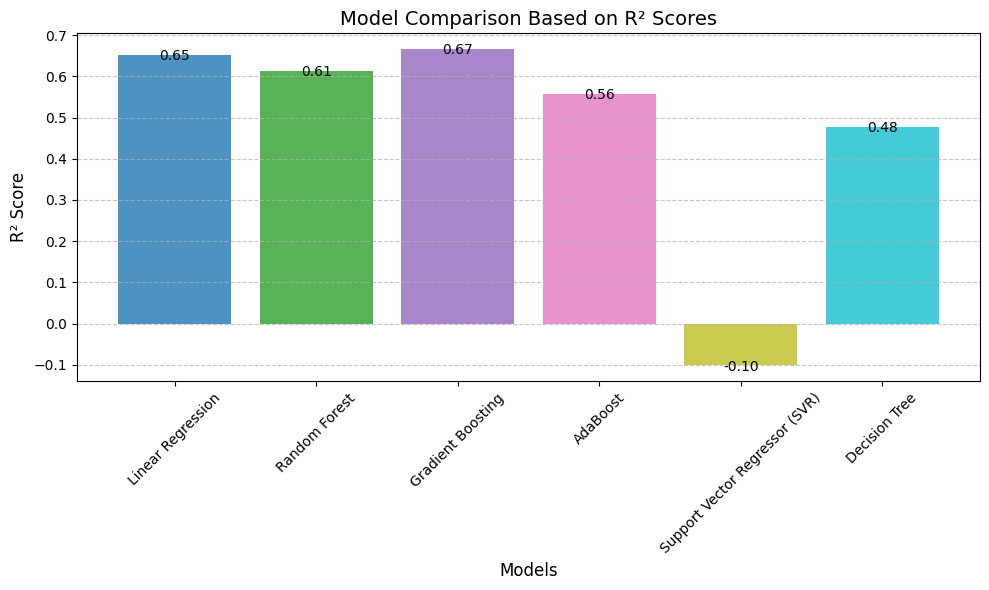 Model Comparison Based on R² Scores
R² Score
0.7
0.6
0.5
0.4
0.3
0.2
0.1
0.0
−0.1
0.65
0.61
0.67
0.56
-0.10
0.48
Linear Regression
Random Forest
Gradient Boosting
AdaBoost
Support Vector Regressor (SVR)
Decision Tree
Models